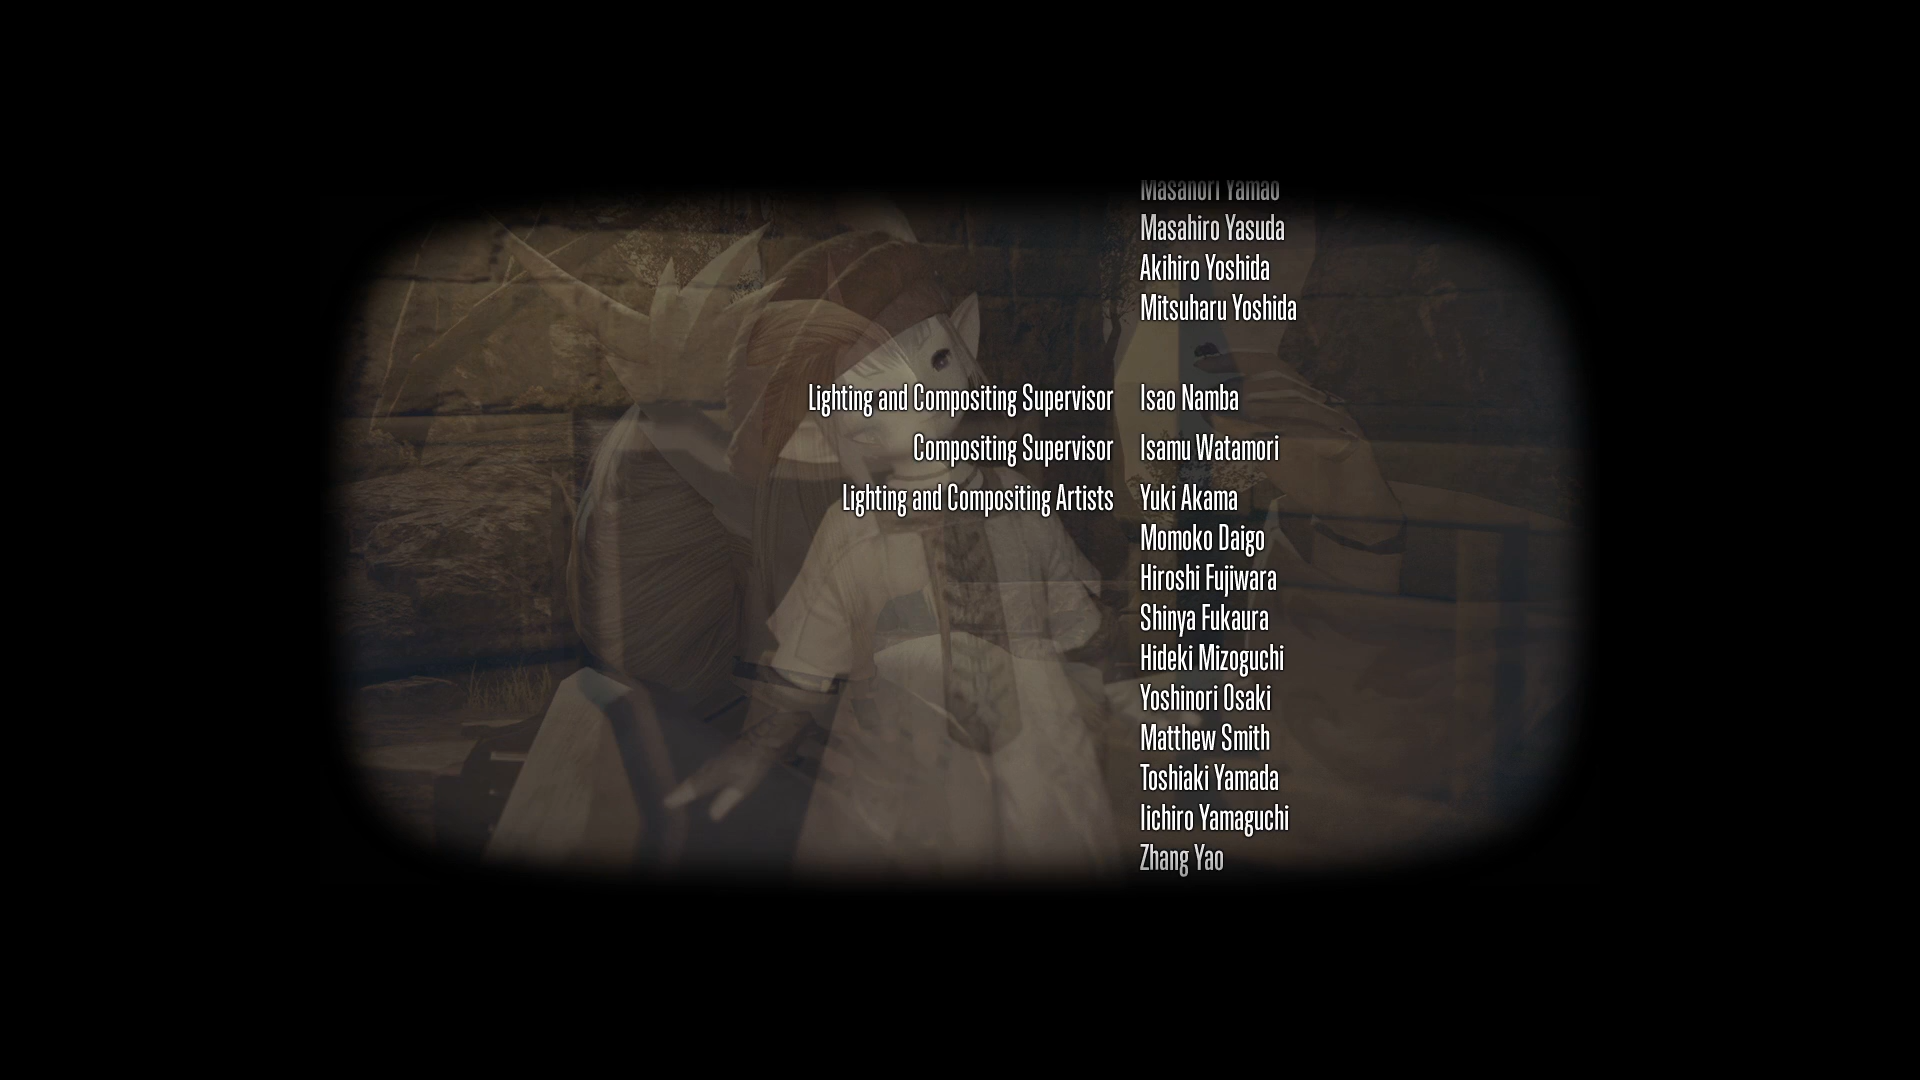 Masanori Yamao
Masahiro Yasuda
Akihiro Yoshida
Mitsuharu Yoshida
Lighting and Compositing Supervisor Isao Namba
Compositing Supervisor Isamu Watamori
Lighting and Compositing Artists Yuki Akama
Momoko Daigo
Hiroshi Fujiwara
Shinya Fukaura
Hideki Mizoguchi
Yoshinori Osaki
Matthew Smith
Toshiaki Yamada
Iichiro Yamaguchi
Zhang Yao